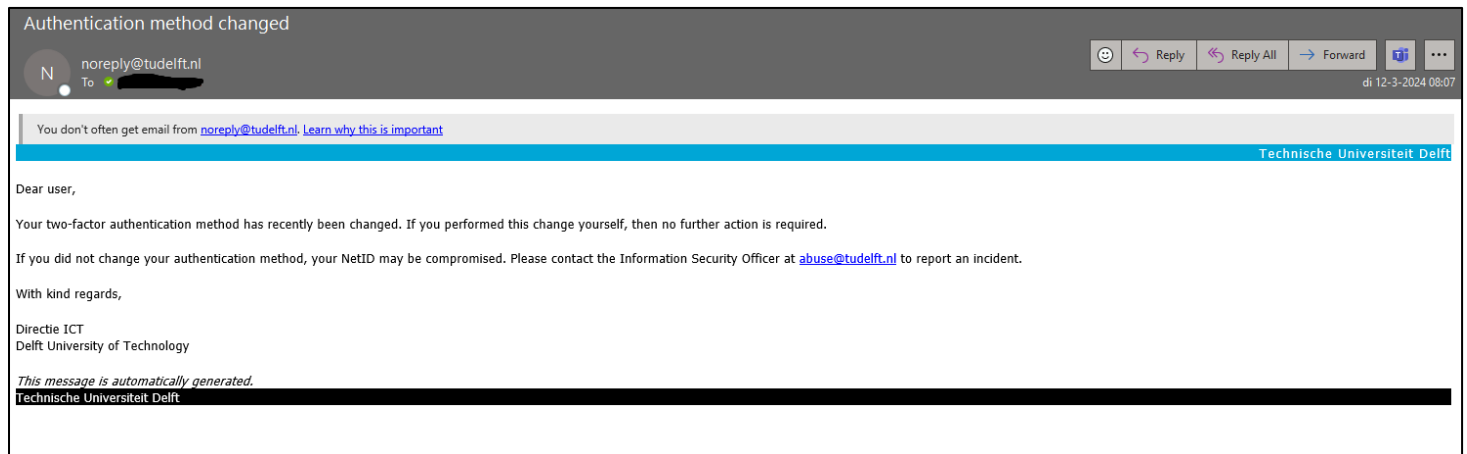 Authentication method changed
N
noreply@tudelft.nl
To
Reply
Reply All
Forward
di 12-3-2024 08:07
You don't often get email from noreply@tudelft.nl. Learn why this is important
Technische Universiteit Delft
Dear user,
Your two-factor authentication method has recently been changed. If you performed this change yourself, then no further action is required.
If you did not change your authentication method, your NetID may be compromised. Please contact the Information Security Officer at abuse@tudelft.nl to report an incident.
With kind regards,
Directie ICT
Delft University of Technology
This message is automatically generated.
Technische Universiteit Delft